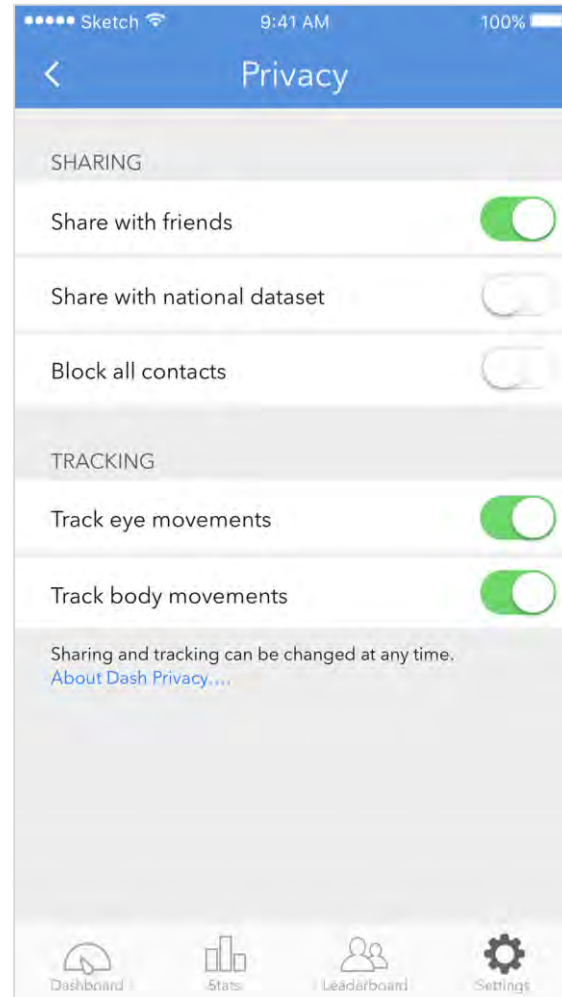 Sketch 9:41 AM 100%
Privacy
SHARING
Share with friends
Share with national dataset
Block all contacts
TRACKING
Track eye movements
Track body movements
Sharing and tracking can be changed at any time.
About Dash Privacy....
Dashboard Stats Leaderboard Settings